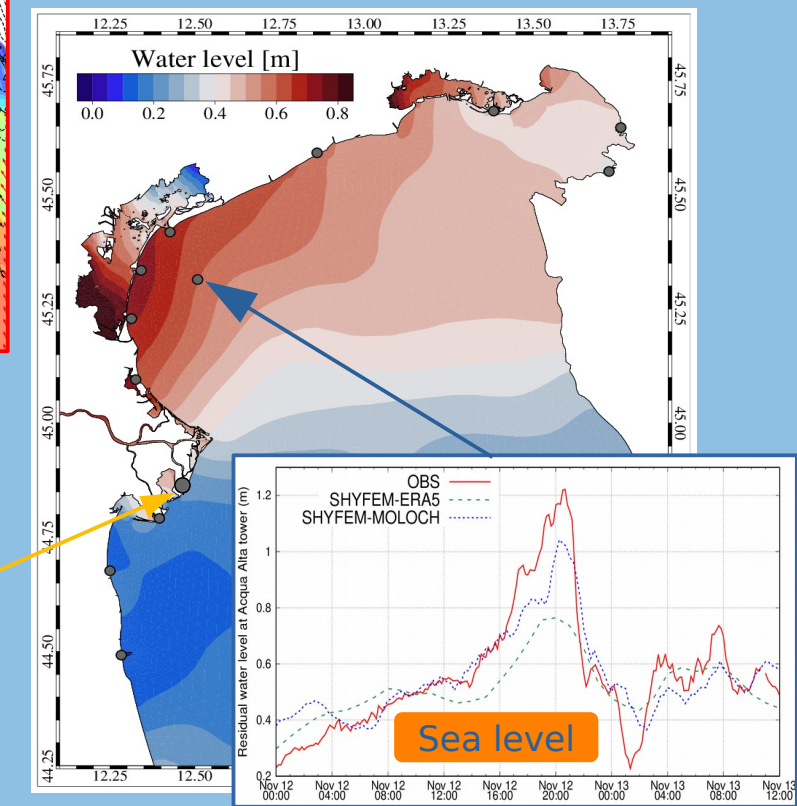 12.25 12.50 12.75 13.00 13.25 13.50 13.75
Water level [m]
0.0 0.2 0.4 0.6 0.8
45.75
45.75
45.50
45.50
45.25
45.25
45.00
45.00
44.75
44.50
44.25
12.25 12.50
OBS
SHYFEM-ERA5
SHYFEM-MOLOCH
Residual water level at Acqua Alta tower (m)
1.2
1
0.8
0.6
0.4
0.2
Sea level
Nov 12 Nov 12 Nov 12 Nov 12 Nov 12 Nov 12 Nov 13 Nov 13 Nov 13 Nov 13
00:00 04:00 08:00 12:00 16:00 20:00 00:00 04:00 08:00 12:00